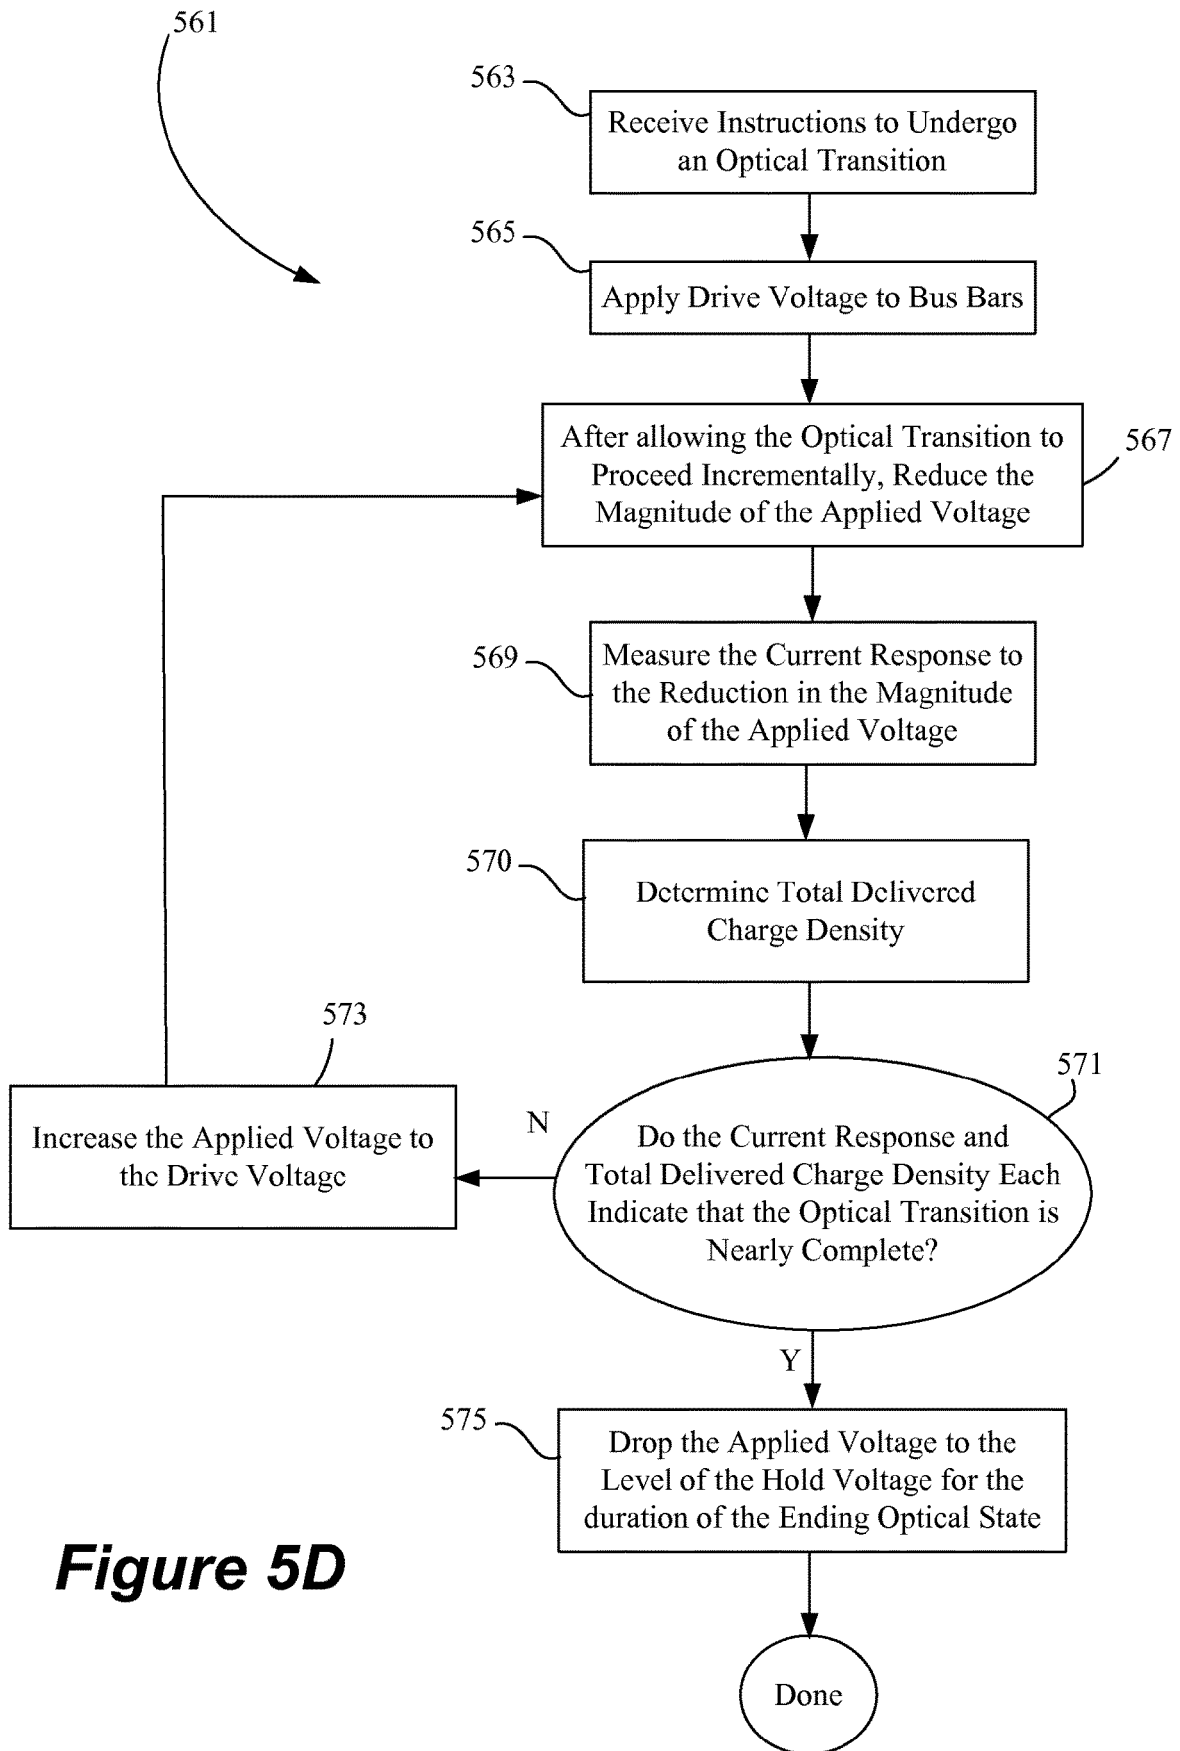 561
563
Receive Instructions to Undergo
an Optical Transition
565
Apply Drive Voltage to Bus Bars
After allowing the Optical Transition to
Proceed Incrementally, Reduce the
Magnitude of the Applied Voltage
567
569
Measure the Current Response to
the Reduction in the Magnitude
of the Applied Voltage
570
Determine Total Delivered
Charge Density
573
Increase the Applied Voltage to
the Drive Voltage
N
571
Do the Current Response and
Total Delivered Charge Density Each
Indicate that the Optical Transition is
Nearly Complete?
Y
575
Drop the Applied Voltage to the
Level of the Hold Voltage for the
duration of the Ending Optical State
Figure 5D
Done